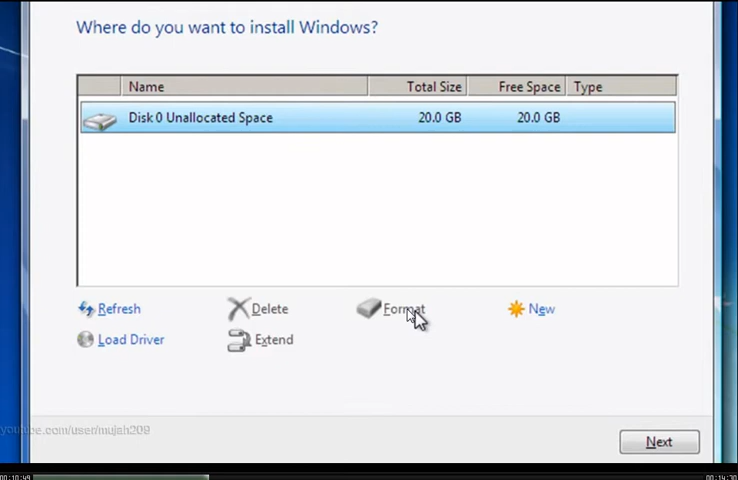 Where do you want to install Windows?
Name Total Size Free Space Type
Disk 0 Unallocated Space 20.0 GB 20.0 GB
Refresh Delete Format New
Load Driver Extend
youtube.com/user/mujah209
Next
00:10:49 00:14:30